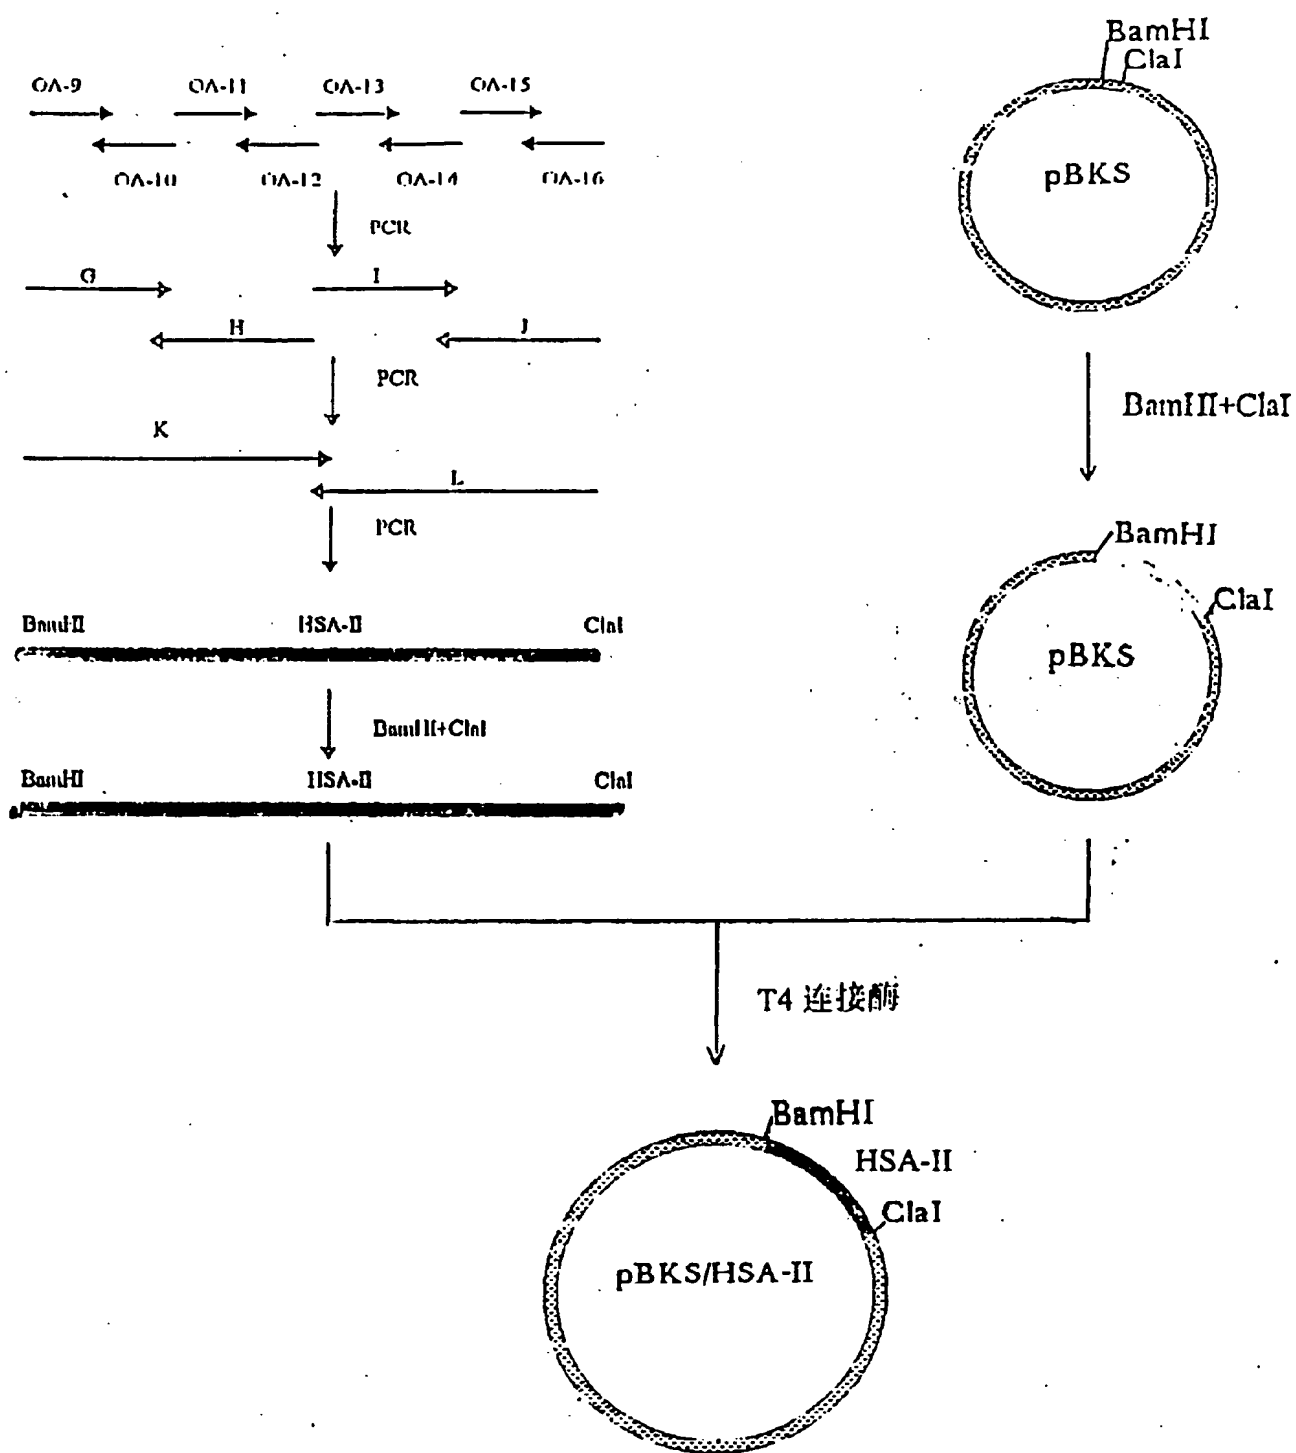 OA-9 OA-11 OA-13 OA-15
OA-10 OA-12 OA-14 OA-16
PCR
G I
H J
PCR
K
L
PCR
BamHI HSA-II ClaI
BamHI+ClaI
BamHI HSA-II ClaI
BamHI
ClaI
pBKS
BamHI+ClaI
BamHI
ClaI
pBKS
T4 连接酶
BamHI
HSA-II
ClaI
pBKS/HSA-II